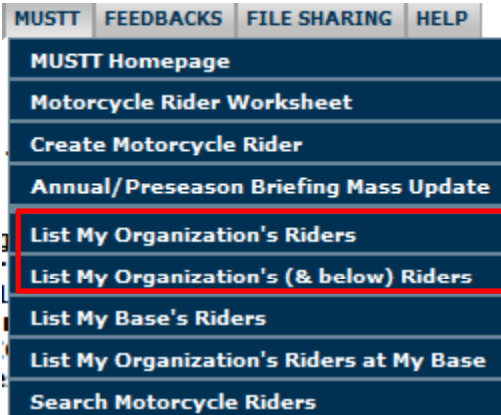 MUSTT FEEDBACKS FILE SHARING HELP
MUSTT Homepage
Motorcycle Rider Worksheet
Create Motorcycle Rider
Annual/Preseason Briefing Mass Update
List My Organization's Riders
List My Organization's (& below) Riders
List My Base's Riders
List My Organization's Riders at My Base
Search Motorcycle Riders